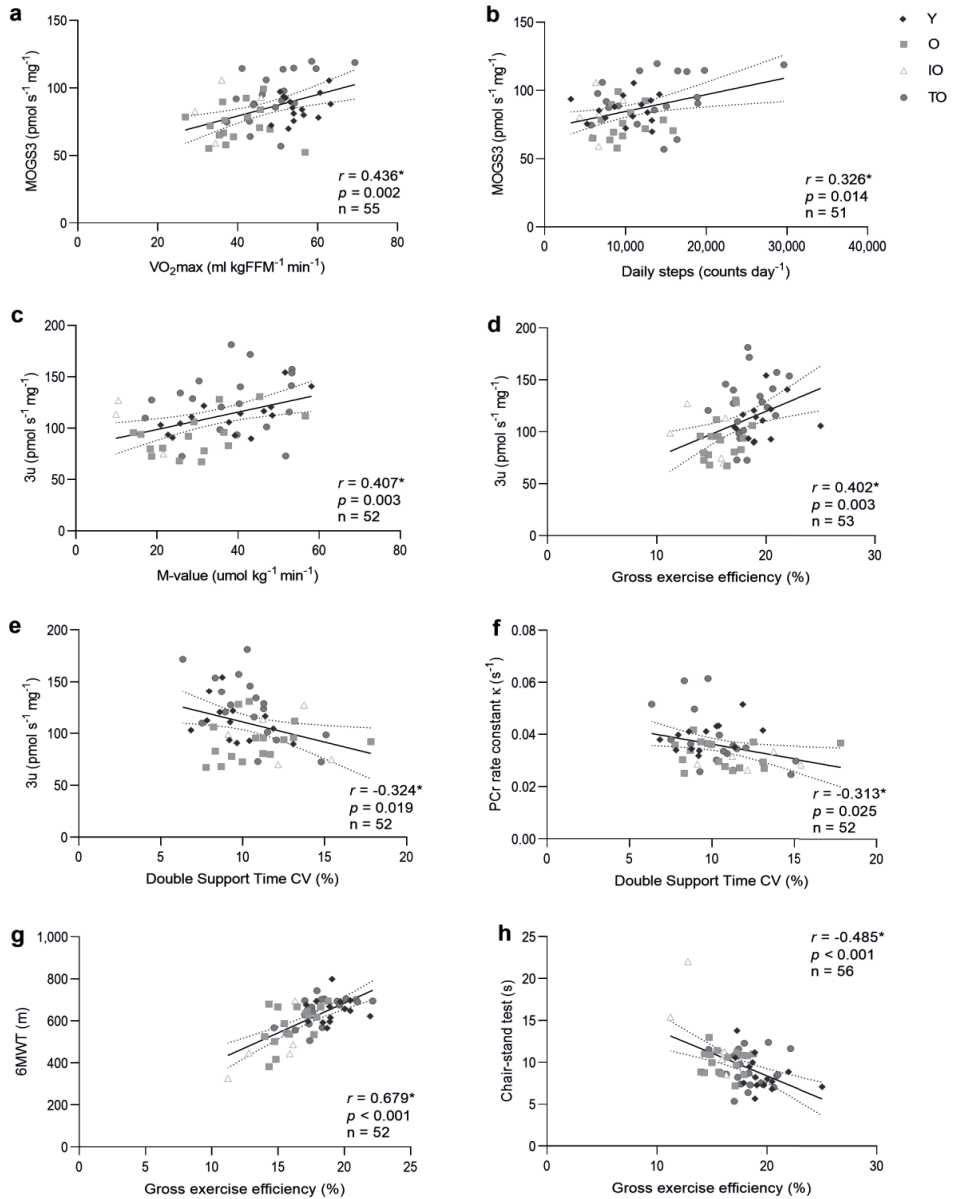 a
MOGS3 (pmol s⁻¹ mg⁻¹)
150
100
50
0
0 20 40 60 80
VO₂max (ml kgFFM⁻¹ min⁻¹)
r = 0.436*
p = 0.002
n = 55
b
MOGS3 (pmol s⁻¹ mg⁻¹)
150
100
50
0
0 10,000 20,000 30,000 40,000
Daily steps (counts day⁻¹)
r = 0.326*
p = 0.014
n = 51
Y
O
IO
TO
c
3u (pmol s⁻¹ mg⁻¹)
200
150
100
50
0
0 20 40 60 80
M-value (umol kg⁻¹ min⁻¹)
r = 0.407*
p = 0.003
n = 52
d
3u (pmol s⁻¹ mg⁻¹)
200
150
100
50
0
0 10 20 30
Gross exercise efficiency (%)
r = 0.402*
p = 0.003
n = 53
e
3u (pmol s⁻¹ mg⁻¹)
200
150
100
50
0
0 5 10 15 20
Double Support Time CV (%)
r = -0.324*
p = 0.019
n = 52
f
PCr rate constant κ (s⁻¹)
0.08
0.06
0.04
0.02
0.00
0 5 10 15 20
Double Support Time CV (%)
r = -0.313*
p = 0.025
n = 52
g
6MWT (m)
1,000
800
600
400
200
0
0 5 10 15 20 25
Gross exercise efficiency (%)
r = 0.679*
p < 0.001
n = 52
h
Chair-stand test (s)
25
20
15
10
5
0
0 10 20 30
Gross exercise efficiency (%)
r = -0.485*
p < 0.001
n = 56